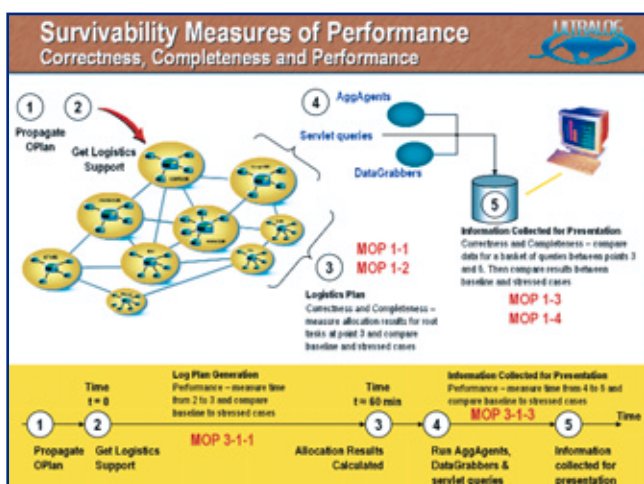 Survivability Measures of Performance
Correctness, Completeness and Performance
ULTRALOG
1
2
Propagate
OPlan
Get Logistics
Support
4
AggAgents
Servlet queries
DataGrabbers
5
Information Collected for Presentation
Correctness and Completeness – compare
data for a basket of queries between points 3
and 5. Then compare results between
baseline and stressed cases
MOP 1-3
MOP 1-4
MOP 1-1
MOP 1-2
3
Logistics Plan
Correctness and Completeness –
measure allocation results for root
tasks at point 3 and compare
baseline and stressed cases
Log Plan Generation
Performance – measure time
from 2 to 3 and compare
baseline to stressed cases
MOP 3-1-1
Information Collected for Presentation
Performance – measure time from 4 to 5 and
compare baseline to stressed cases
MOP 3-1-3
Time
t = 0
Time
t ≈ 60 min
Time
1
2
3
4
5
Propagate
OPlan
Get Logistics
Support
Allocation Results
Calculated
Run AggAgents,
DataGrabbers &
servlet queries
Information
collected for
presentation